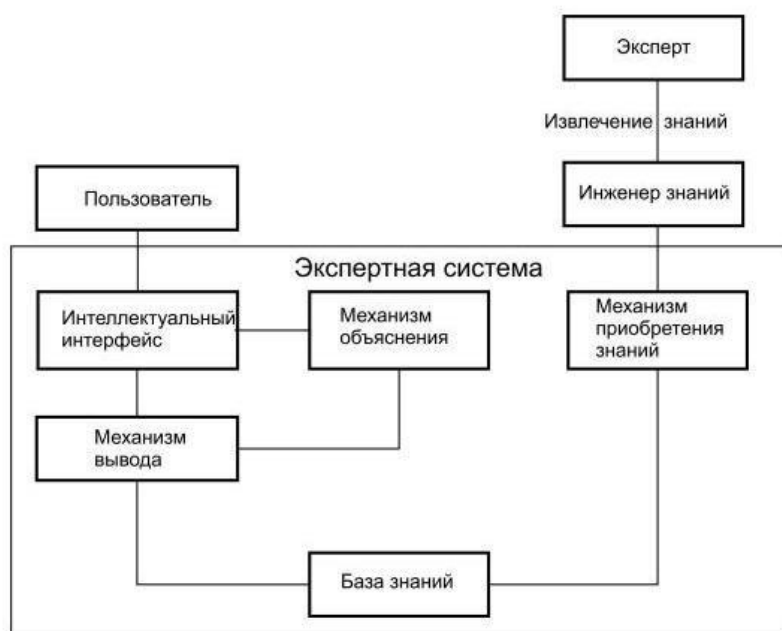 Эксперт
Извлечение знаний
Инженер знаний
Пользователь
Экспертная система
Интеллектуальный
интерфейс
Механизм
объяснения
Механизм
приобретения
знаний
Механизм
вывода
База знаний